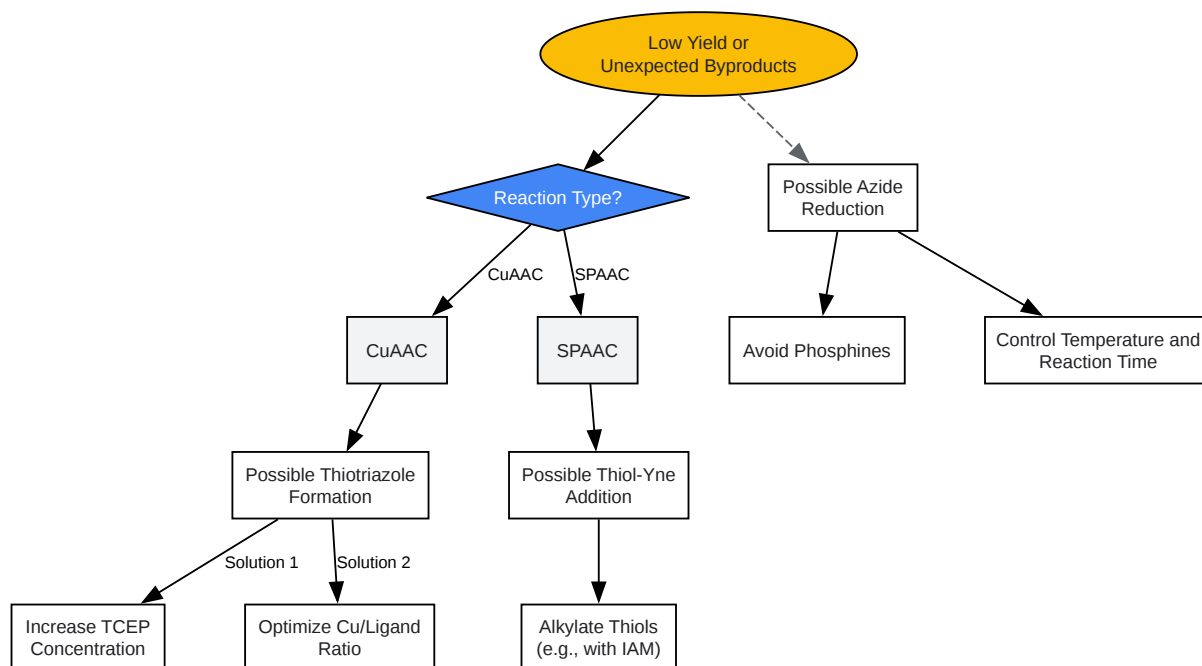 Low Yield or
Unexpected Byproducts
Reaction Type?
Possible Azide
Reduction
CuAAC
SPAAC
CuAAC
SPAAC
Avoid Phosphines
Control Temperature and
Reaction Time
Possible Thiotriazole
Formation
Possible Thiol-Yne
Addition
Solution 1
Solution 2
Increase TCEP
Concentration
Optimize Cu/Ligand
Ratio
Alkylate Thiols
(e.g., with IAM)